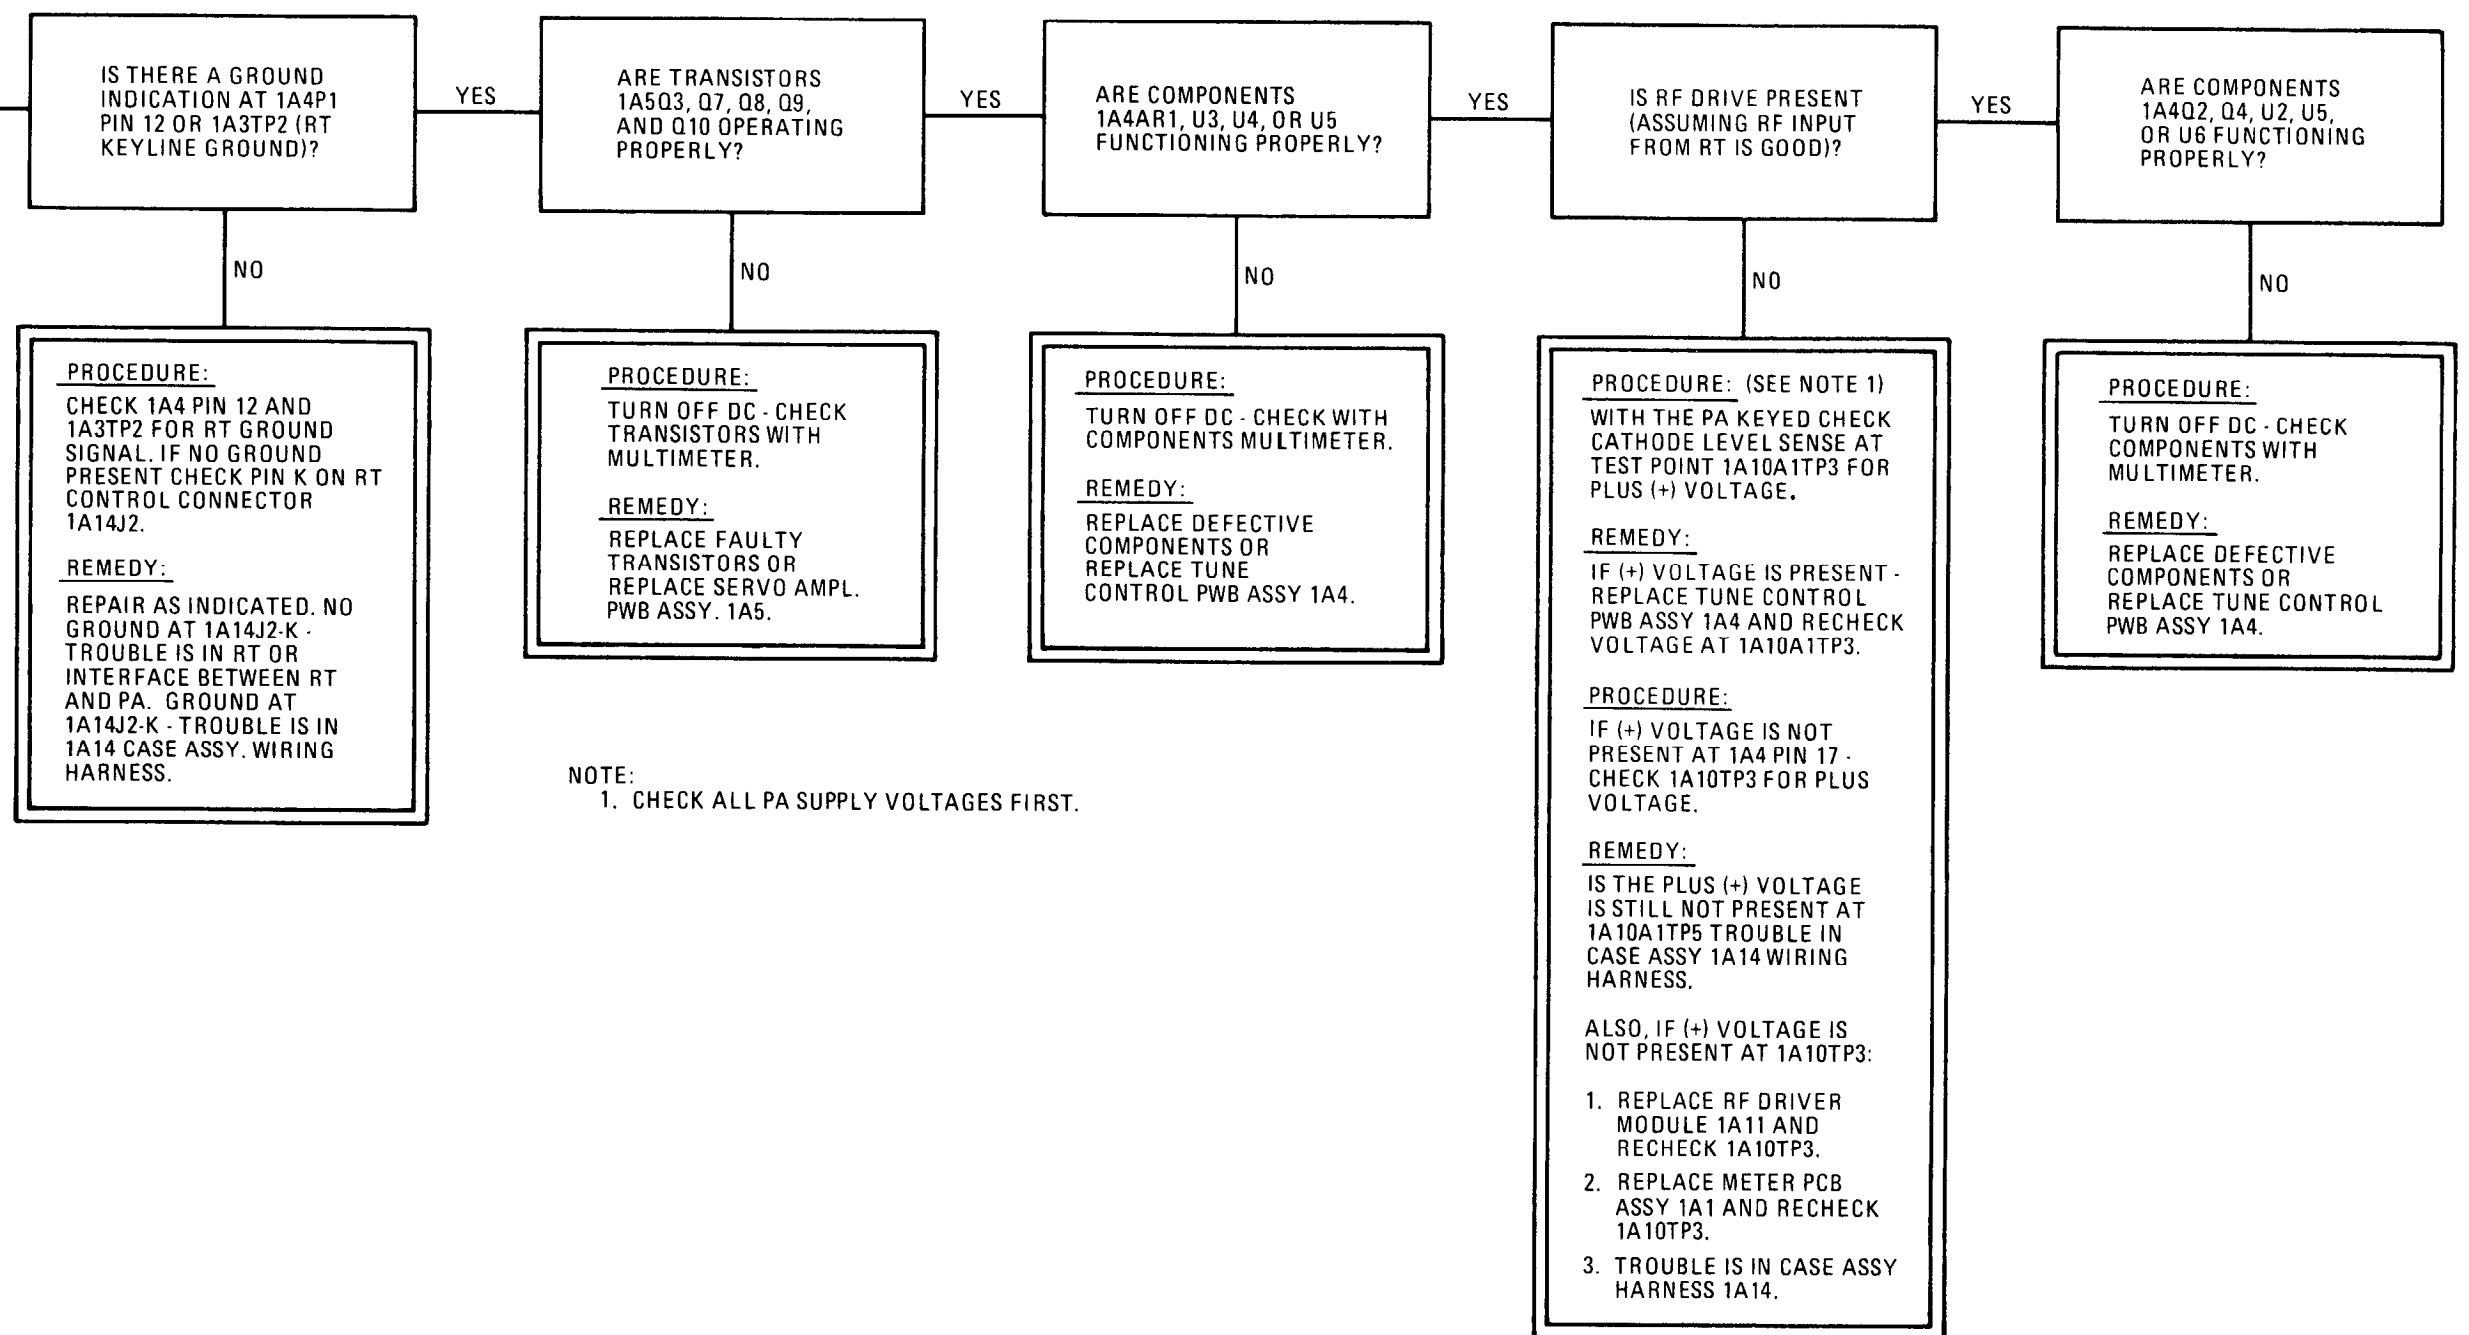 IS THERE A GROUND
INDICATION AT 1A4P1
PIN 12 OR 1A3TP2 (RT
KEYLINE GROUND)?
YES
ARE TRANSISTORS
1A5Q3, Q7, Q8, Q9,
AND Q10 OPERATING
PROPERLY?
YES
ARE COMPONENTS
1A4AR1, U3, U4, OR U5
FUNCTIONING PROPERLY?
YES
IS RF DRIVE PRESENT
(ASSUMING RF INPUT
FROM RT IS GOOD)?
YES
ARE COMPONENTS
1A4Q2, Q4, U2, U5,
OR U6 FUNCTIONING
PROPERLY?
NO
NO
NO
NO
NO
PROCEDURE:
CHECK 1A4 PIN 12 AND
1A3TP2 FOR RT GROUND
SIGNAL. IF NO GROUND
PRESENT CHECK PIN K ON RT
CONTROL CONNECTOR
1A14J2.
REMEDY:
REPAIR AS INDICATED. NO
GROUND AT 1A14J2-K -
TROUBLE IS IN RT OR
INTERFACE BETWEEN RT
AND PA. GROUND AT
1A14J2-K - TROUBLE IS IN
1A14 CASE ASSY. WIRING
HARNESS.
PROCEDURE:
TURN OFF DC - CHECK
TRANSISTORS WITH
MULTIMETER.
REMEDY:
REPLACE FAULTY
TRANSISTORS OR
REPLACE SERVO AMPL.
PWB ASSY. 1A5.
PROCEDURE:
TURN OFF DC - CHECK WITH
COMPONENTS MULTIMETER.
REMEDY:
REPLACE DEFECTIVE
COMPONENTS OR
REPLACE TUNE
CONTROL PWB ASSY 1A4.
PROCEDURE: (SEE NOTE 1)
WITH THE PA KEYED CHECK
CATHODE LEVEL SENSE AT
TEST POINT 1A10A1TP3 FOR
PLUS (+) VOLTAGE.
REMEDY:
IF (+) VOLTAGE IS PRESENT -
REPLACE TUNE CONTROL
PWB ASSY 1A4 AND RECHECK
VOLTAGE AT 1A10A1TP3.
PROCEDURE:
IF (+) VOLTAGE IS NOT
PRESENT AT 1A4 PIN 17 -
CHECK 1A10TP3 FOR PLUS
VOLTAGE.
REMEDY:
IS THE PLUS (+) VOLTAGE
IS STILL NOT PRESENT AT
1A10A1TP5 TROUBLE IN
CASE ASSY 1A14 WIRING
HARNESS.
ALSO, IF (+) VOLTAGE IS
NOT PRESENT AT 1A10TP3:
1. REPLACE RF DRIVER
MODULE 1A11 AND
RECHECK 1A10TP3.
2. REPLACE METER PCB
ASSY 1A1 AND RECHECK
1A10TP3.
3. TROUBLE IS IN CASE ASSY
HARNESS 1A14.
PROCEDURE:
TURN OFF DC - CHECK
COMPONENTS WITH
MULTIMETER.
REMEDY:
REPLACE DEFECTIVE
COMPONENTS OR
REPLACE TUNE CONTROL
PWB ASSY 1A4.
NOTE:
1. CHECK ALL PA SUPPLY VOLTAGES FIRST.